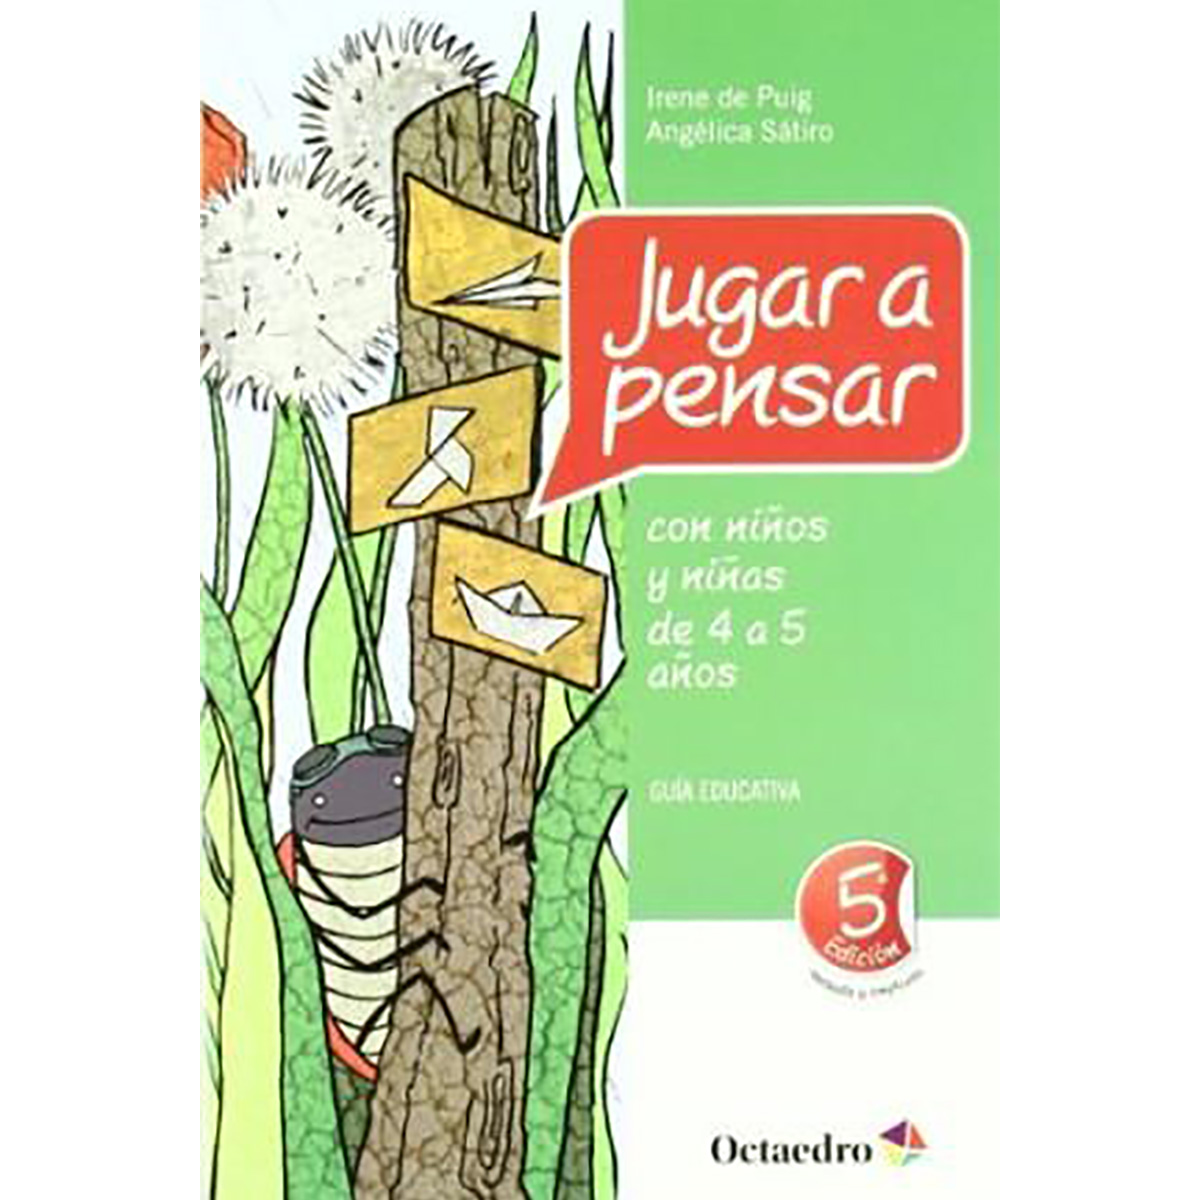 Irene de Puig
Angélica Sátiro
Jugar a
pensar
con niños
y niñas
de 4 a 5
años
GUÍA EDUCATIVA
5ª
Edición
Octaedro